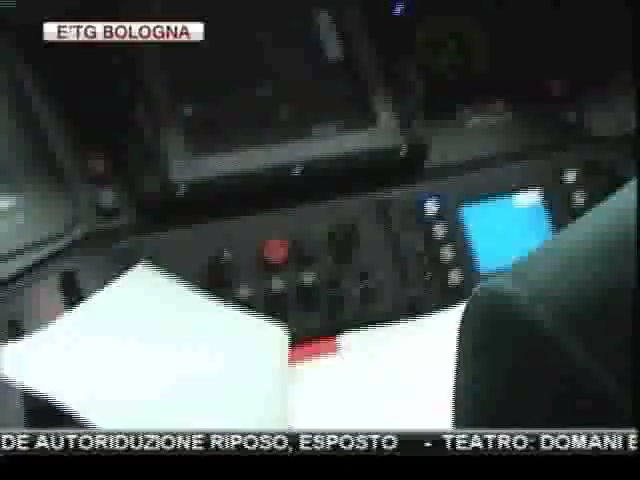 E'TG BOLOGNA
DE AUTORIDUZIONE RIPOSO, ESPOSTO - TEATRO: DOMANI E